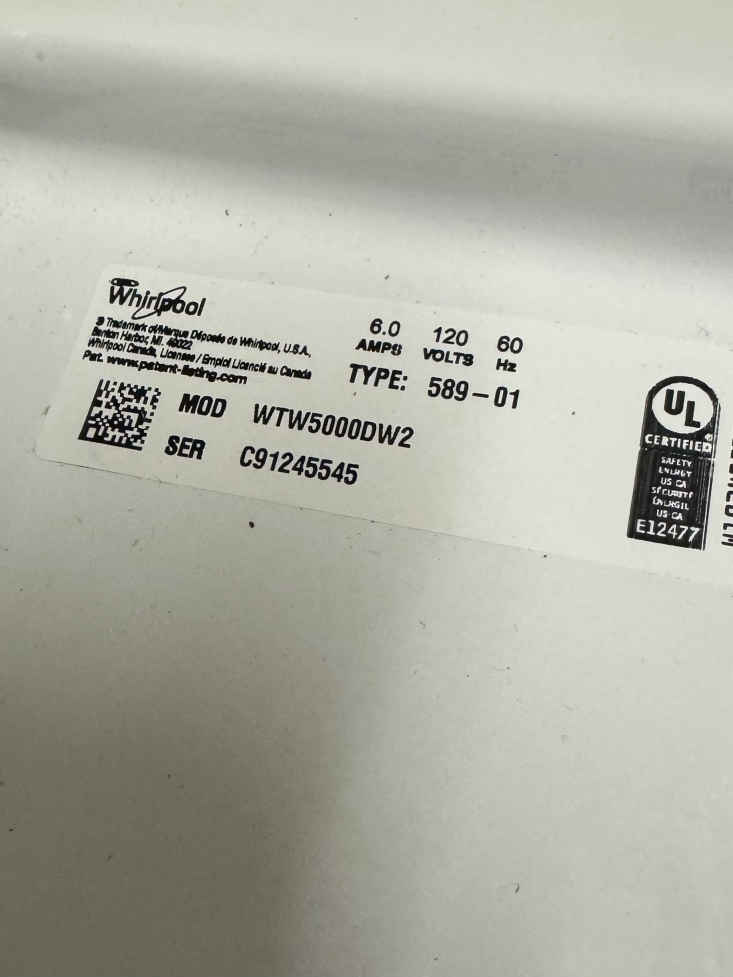 Whirlpool
® Trademark of/Marque Déposée de Whirlpool, U.S.A.,
Benton Harbor, MI. 49022
Whirlpool Canada, Licensee / Emploi Licencié au Canada
Pat. www.patent-listing.com
6.0 120 60
AMPS VOLTS Hz
TYPE: 589-01
MOD WTW5000DW2
SER C91245545
UL
®
CERTIFIED
SAFETY
ENERGY
US CA
SÉCURITÉ
ÉNERGIE
US CA
E12477